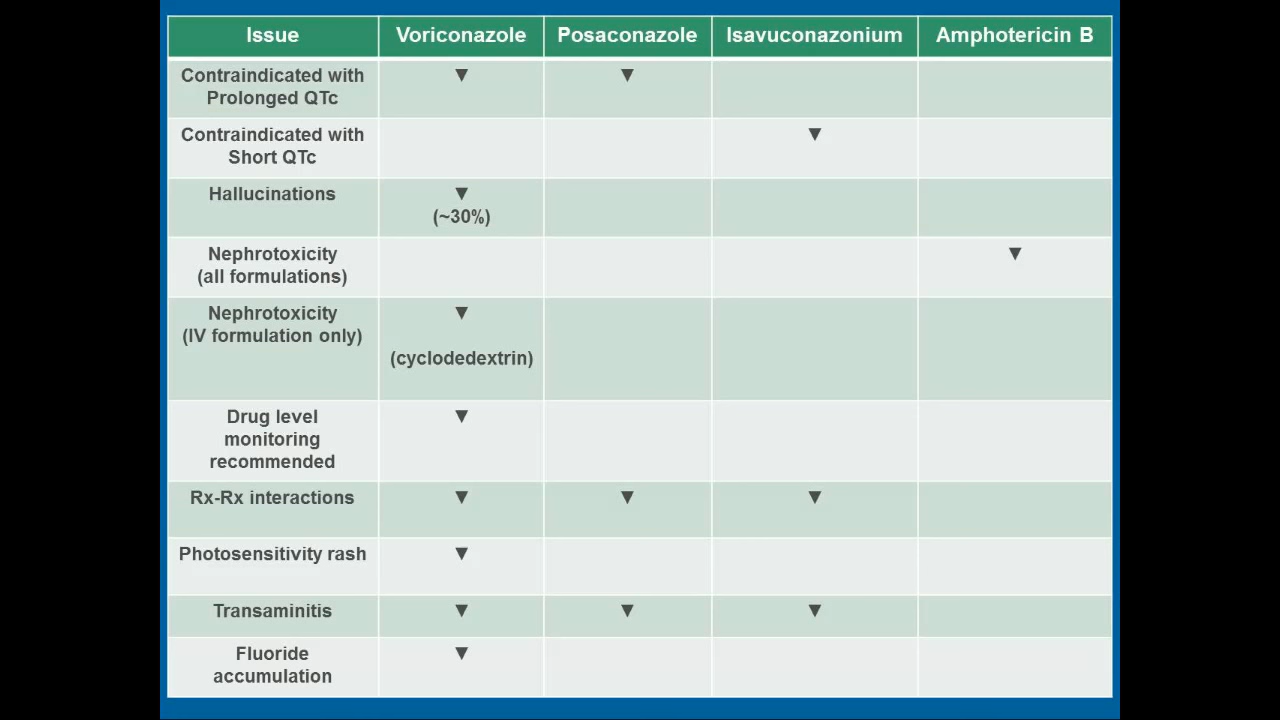 Issue Voriconazole Posaconazole Isavuconazonium Amphotericin B
Contraindicated with ▼ ▼
Prolonged QTc
Contraindicated with ▼
Short QTc
Hallucinations ▼
(~30%)
Nephrotoxicity ▼
(all formulations)
Nephrotoxicity ▼
(IV formulation only)
(cyclodedextrin)
Drug level ▼
monitoring
recommended
Rx-Rx interactions ▼ ▼ ▼
Photosensitivity rash ▼
Transaminitis ▼ ▼ ▼
Fluoride ▼
accumulation